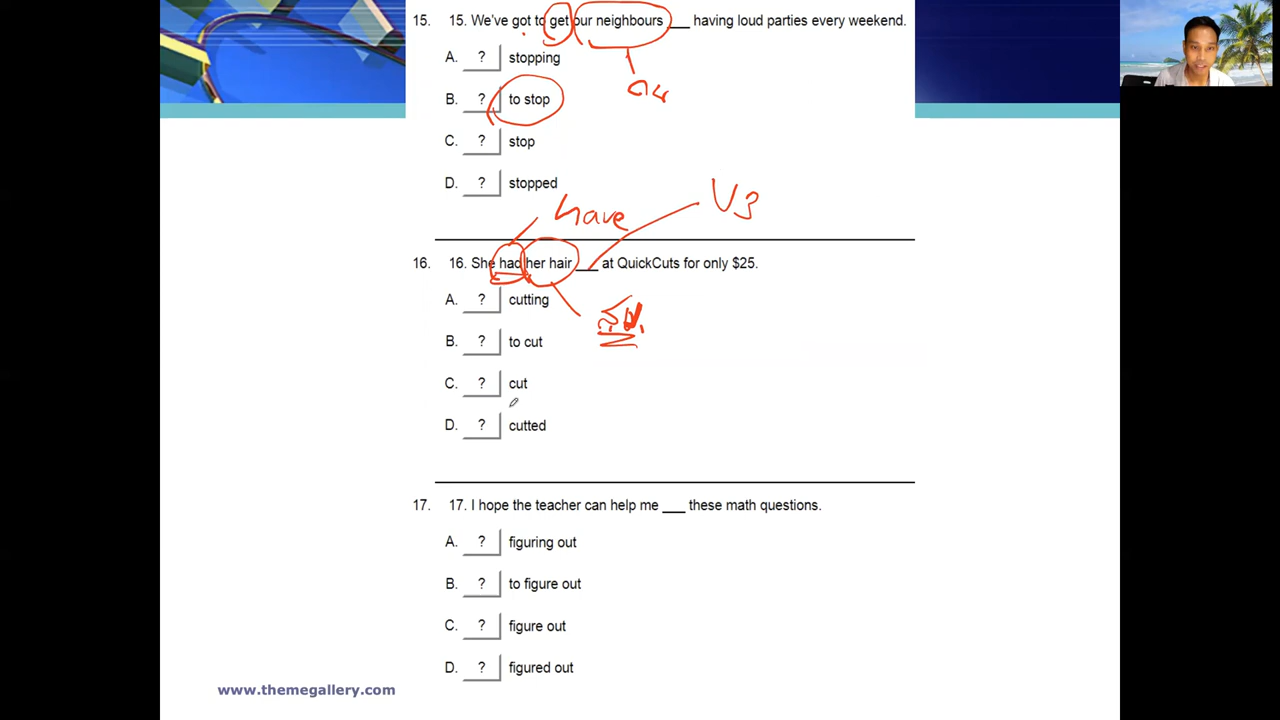 15. 15. We've got to get our neighbours ___ having loud parties every weekend.
A. ? stopping
B. ? to stop
C. ? stop
D. ? stopped
have
V3
16. 16. She had her hair ___ at QuickCuts for only $25.
A. ? cutting
B. ? to cut
C. ? cut
D. ? cutted
17. 17. I hope the teacher can help me ___ these math questions.
A. ? figuring out
B. ? to figure out
C. ? figure out
D. ? figured out
www.themegallery.com